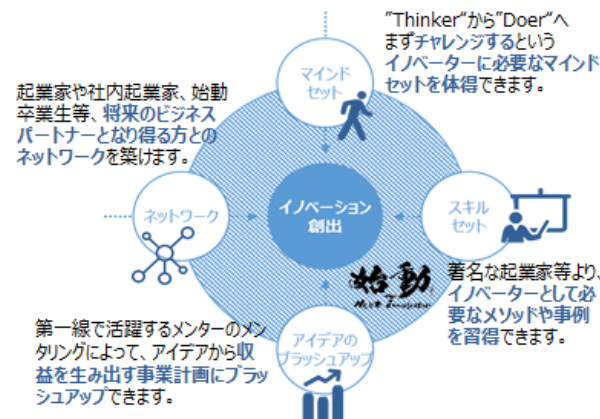 "Thinker"から"Doer"へ
まずチャレンジするという
イノベーターに必要なマインド
セットを体得できます。
マインド
セット
起業家や社内起業家、始動
卒業生等、将来のビジネス
パートナーとなり得る方との
ネットワークを築けます。
ネットワーク
イノベーション
創出
スキル
セット
始動
Next Innovator
著名な起業家等より、
イノベーターとして必
要なメソッドや事例
を習得できます。
第一線で活躍するメンターのメン
タリングによって、アイデアから収
益を生み出す事業計画にブラッ
シュアップできます。
アイデアの
ブラッシュアップ